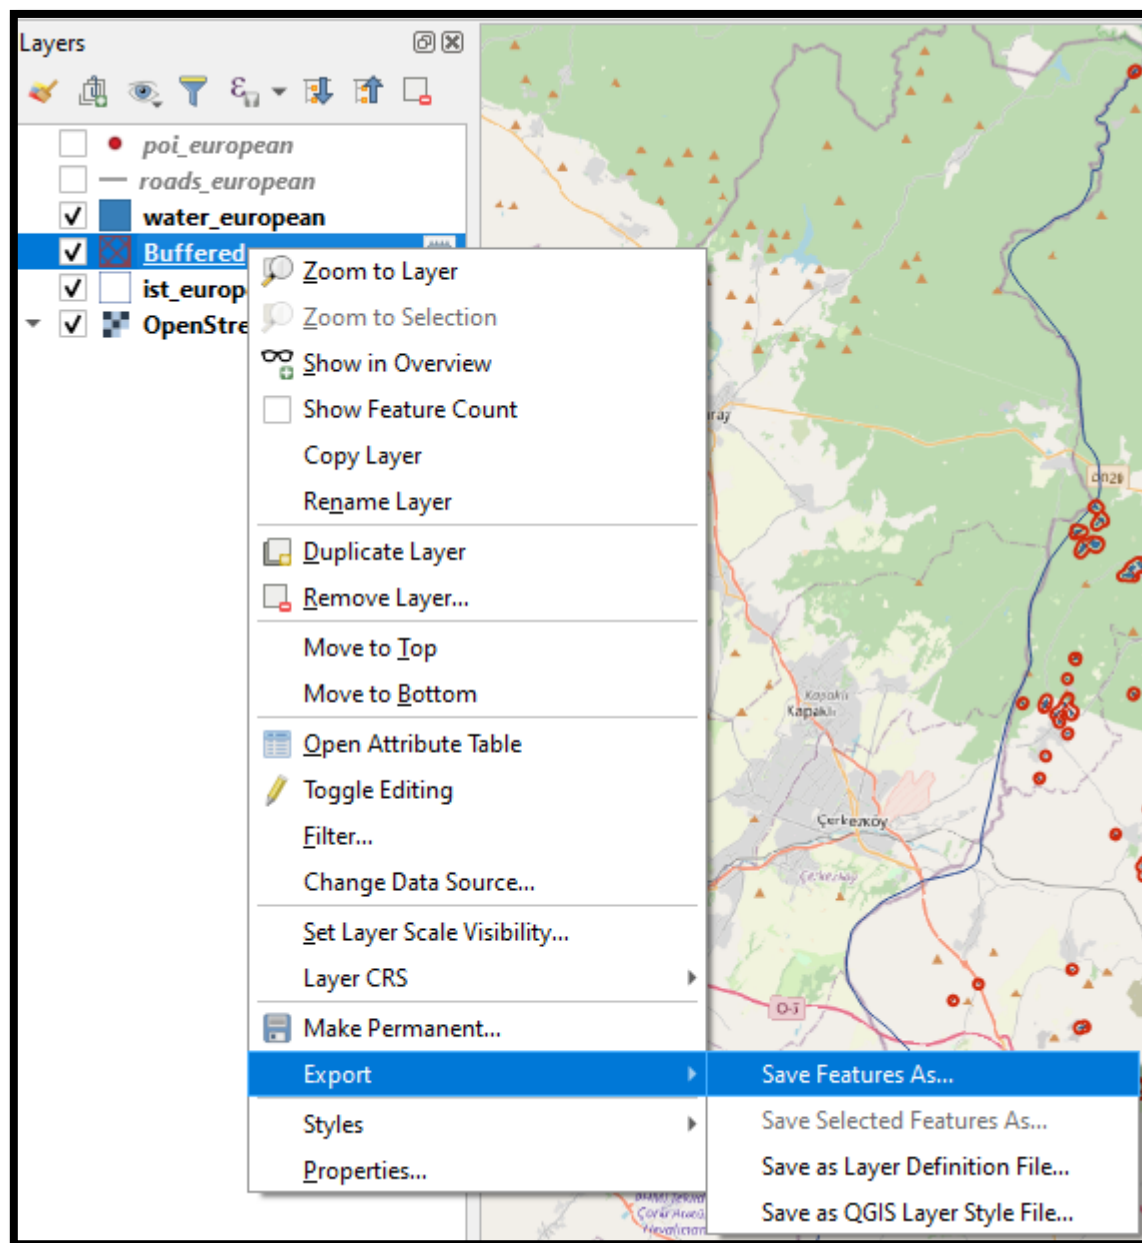 Layers
poi_european
roads_european
water_european
Buffered
ist_europ
OpenStre
Zoom to Layer
Zoom to Selection
Show in Overview
Show Feature Count
Copy Layer
Rename Layer
Duplicate Layer
Remove Layer...
Move to Top
Move to Bottom
Open Attribute Table
Toggle Editing
Filter...
Change Data Source...
Set Layer Scale Visibility...
Layer CRS
Make Permanent...
Export
Styles
Properties...
Save Features As...
Save Selected Features As...
Save as Layer Definition File...
Save as QGIS Layer Style File...
ray
D020
Kapaklı
Kapaklı
Çerkezköy
Çerkezköy
O-3